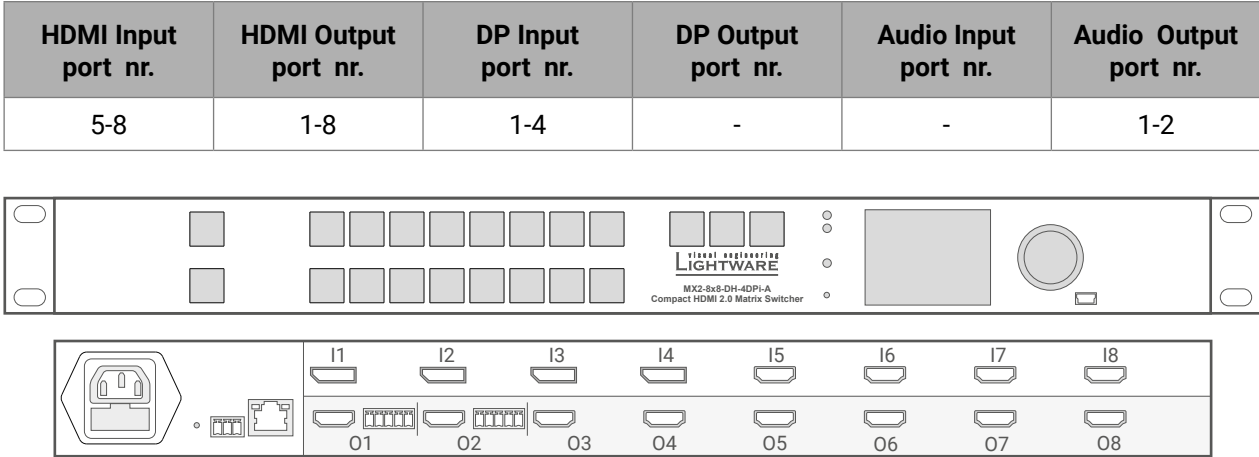 HDMI Input port nr.
HDMI Output port nr.
DP Input port nr.
DP Output port nr.
Audio Input port nr.
Audio Output port nr.
5-8
1-8
1-4
-
-
1-2
visual engineering
LIGHTWARE
MX2-8x8-DH-4DPi-A
Compact HDMI 2.0 Matrix Switcher
I1 I2 I3 I4 I5 I6 I7 I8
O1 O2 O3 O4 O5 O6 O7 O8